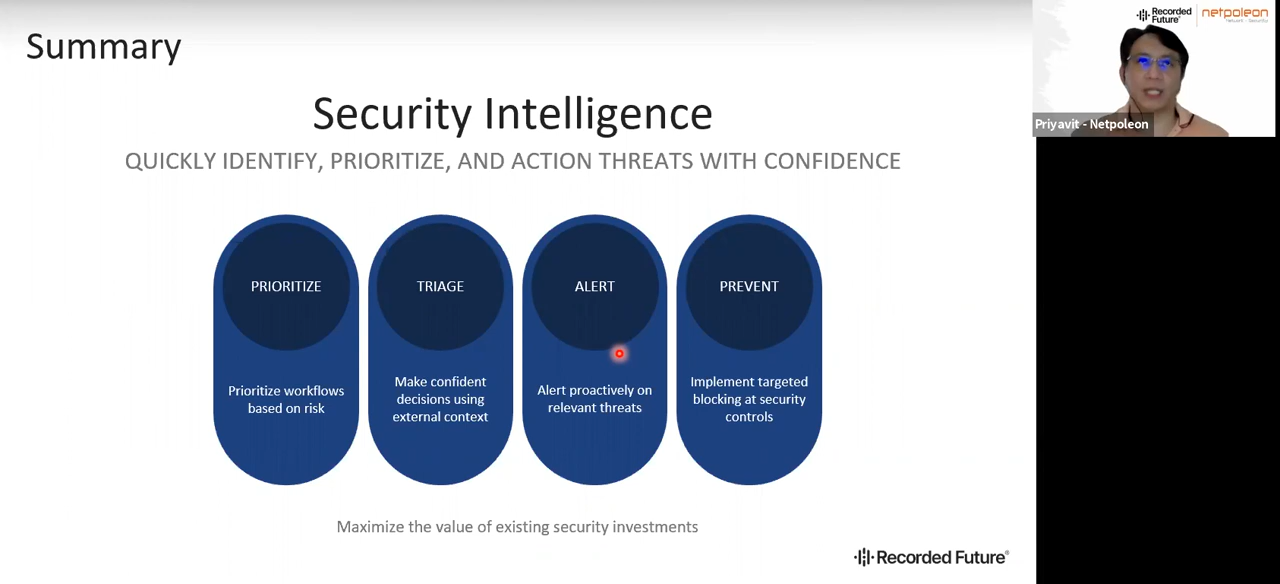 Summary
Security Intelligence
QUICKLY IDENTIFY, PRIORITIZE, AND ACTION THREATS WITH CONFIDENCE
PRIORITIZE
Prioritize workflows
based on risk
TRIAGE
Make confident
decisions using
external context
ALERT
Alert proactively on
relevant threats
PREVENT
Implement targeted
blocking at security
controls
Maximize the value of existing security investments
Recorded Future®
Recorded
Future®
netpoleon
Priyavit - Netpoleon